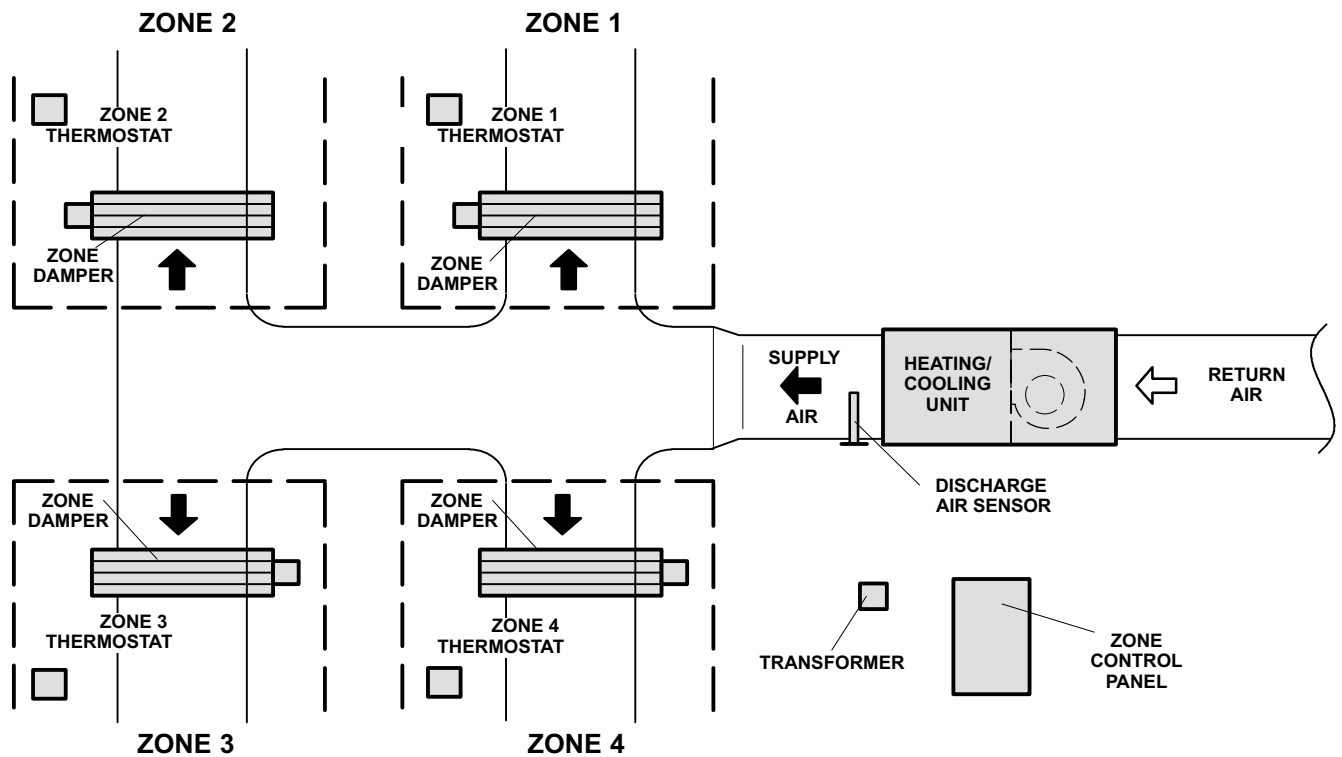 ZONE 2
ZONE 1
ZONE 2
THERMOSTAT
ZONE 1
THERMOSTAT
ZONE
DAMPER
ZONE
DAMPER
SUPPLY
AIR
HEATING/
COOLING
UNIT
RETURN
AIR
DISCHARGE
AIR SENSOR
ZONE
DAMPER
ZONE
DAMPER
ZONE 3
THERMOSTAT
ZONE 4
THERMOSTAT
TRANSFORMER
ZONE
CONTROL
PANEL
ZONE 3
ZONE 4